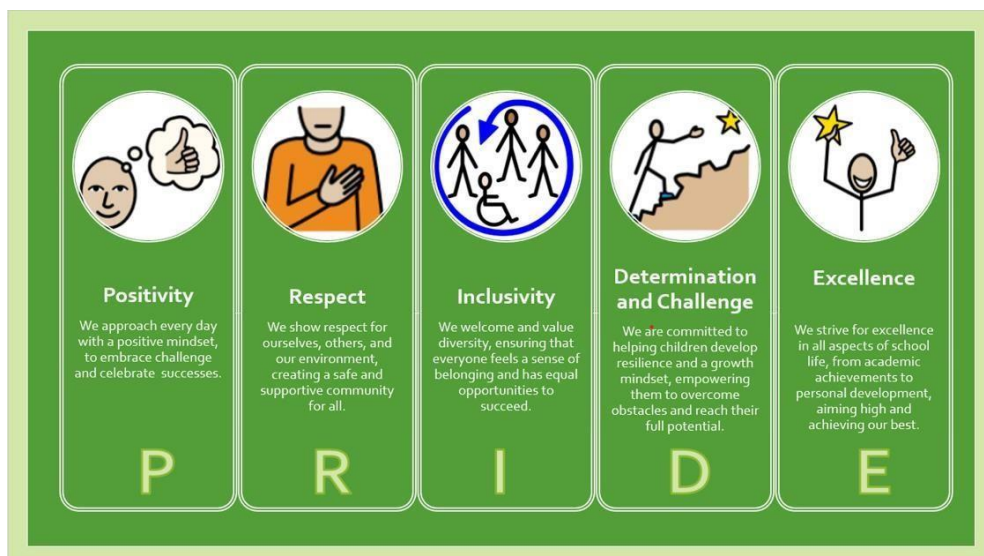 Positivity
We approach every day
with a positive mindset,
to embrace challenge
and celebrate successes.
P
Respect
We show respect for
ourselves, others, and
our environment,
creating a safe and
supportive community
for all.
R
Inclusivity
We welcome and value
diversity, ensuring that
everyone feels a sense of
belonging and has equal
opportunities to
succeed.
I
Determination
and Challenge
We are committed to
helping children develop
resilience and a growth
mindset, empowering
them to overcome
obstacles and reach their
full potential.
D
Excellence
We strive for excellence
in all aspects of school
life, from academic
achievements to
personal development,
aiming high and
achieving our best.
E